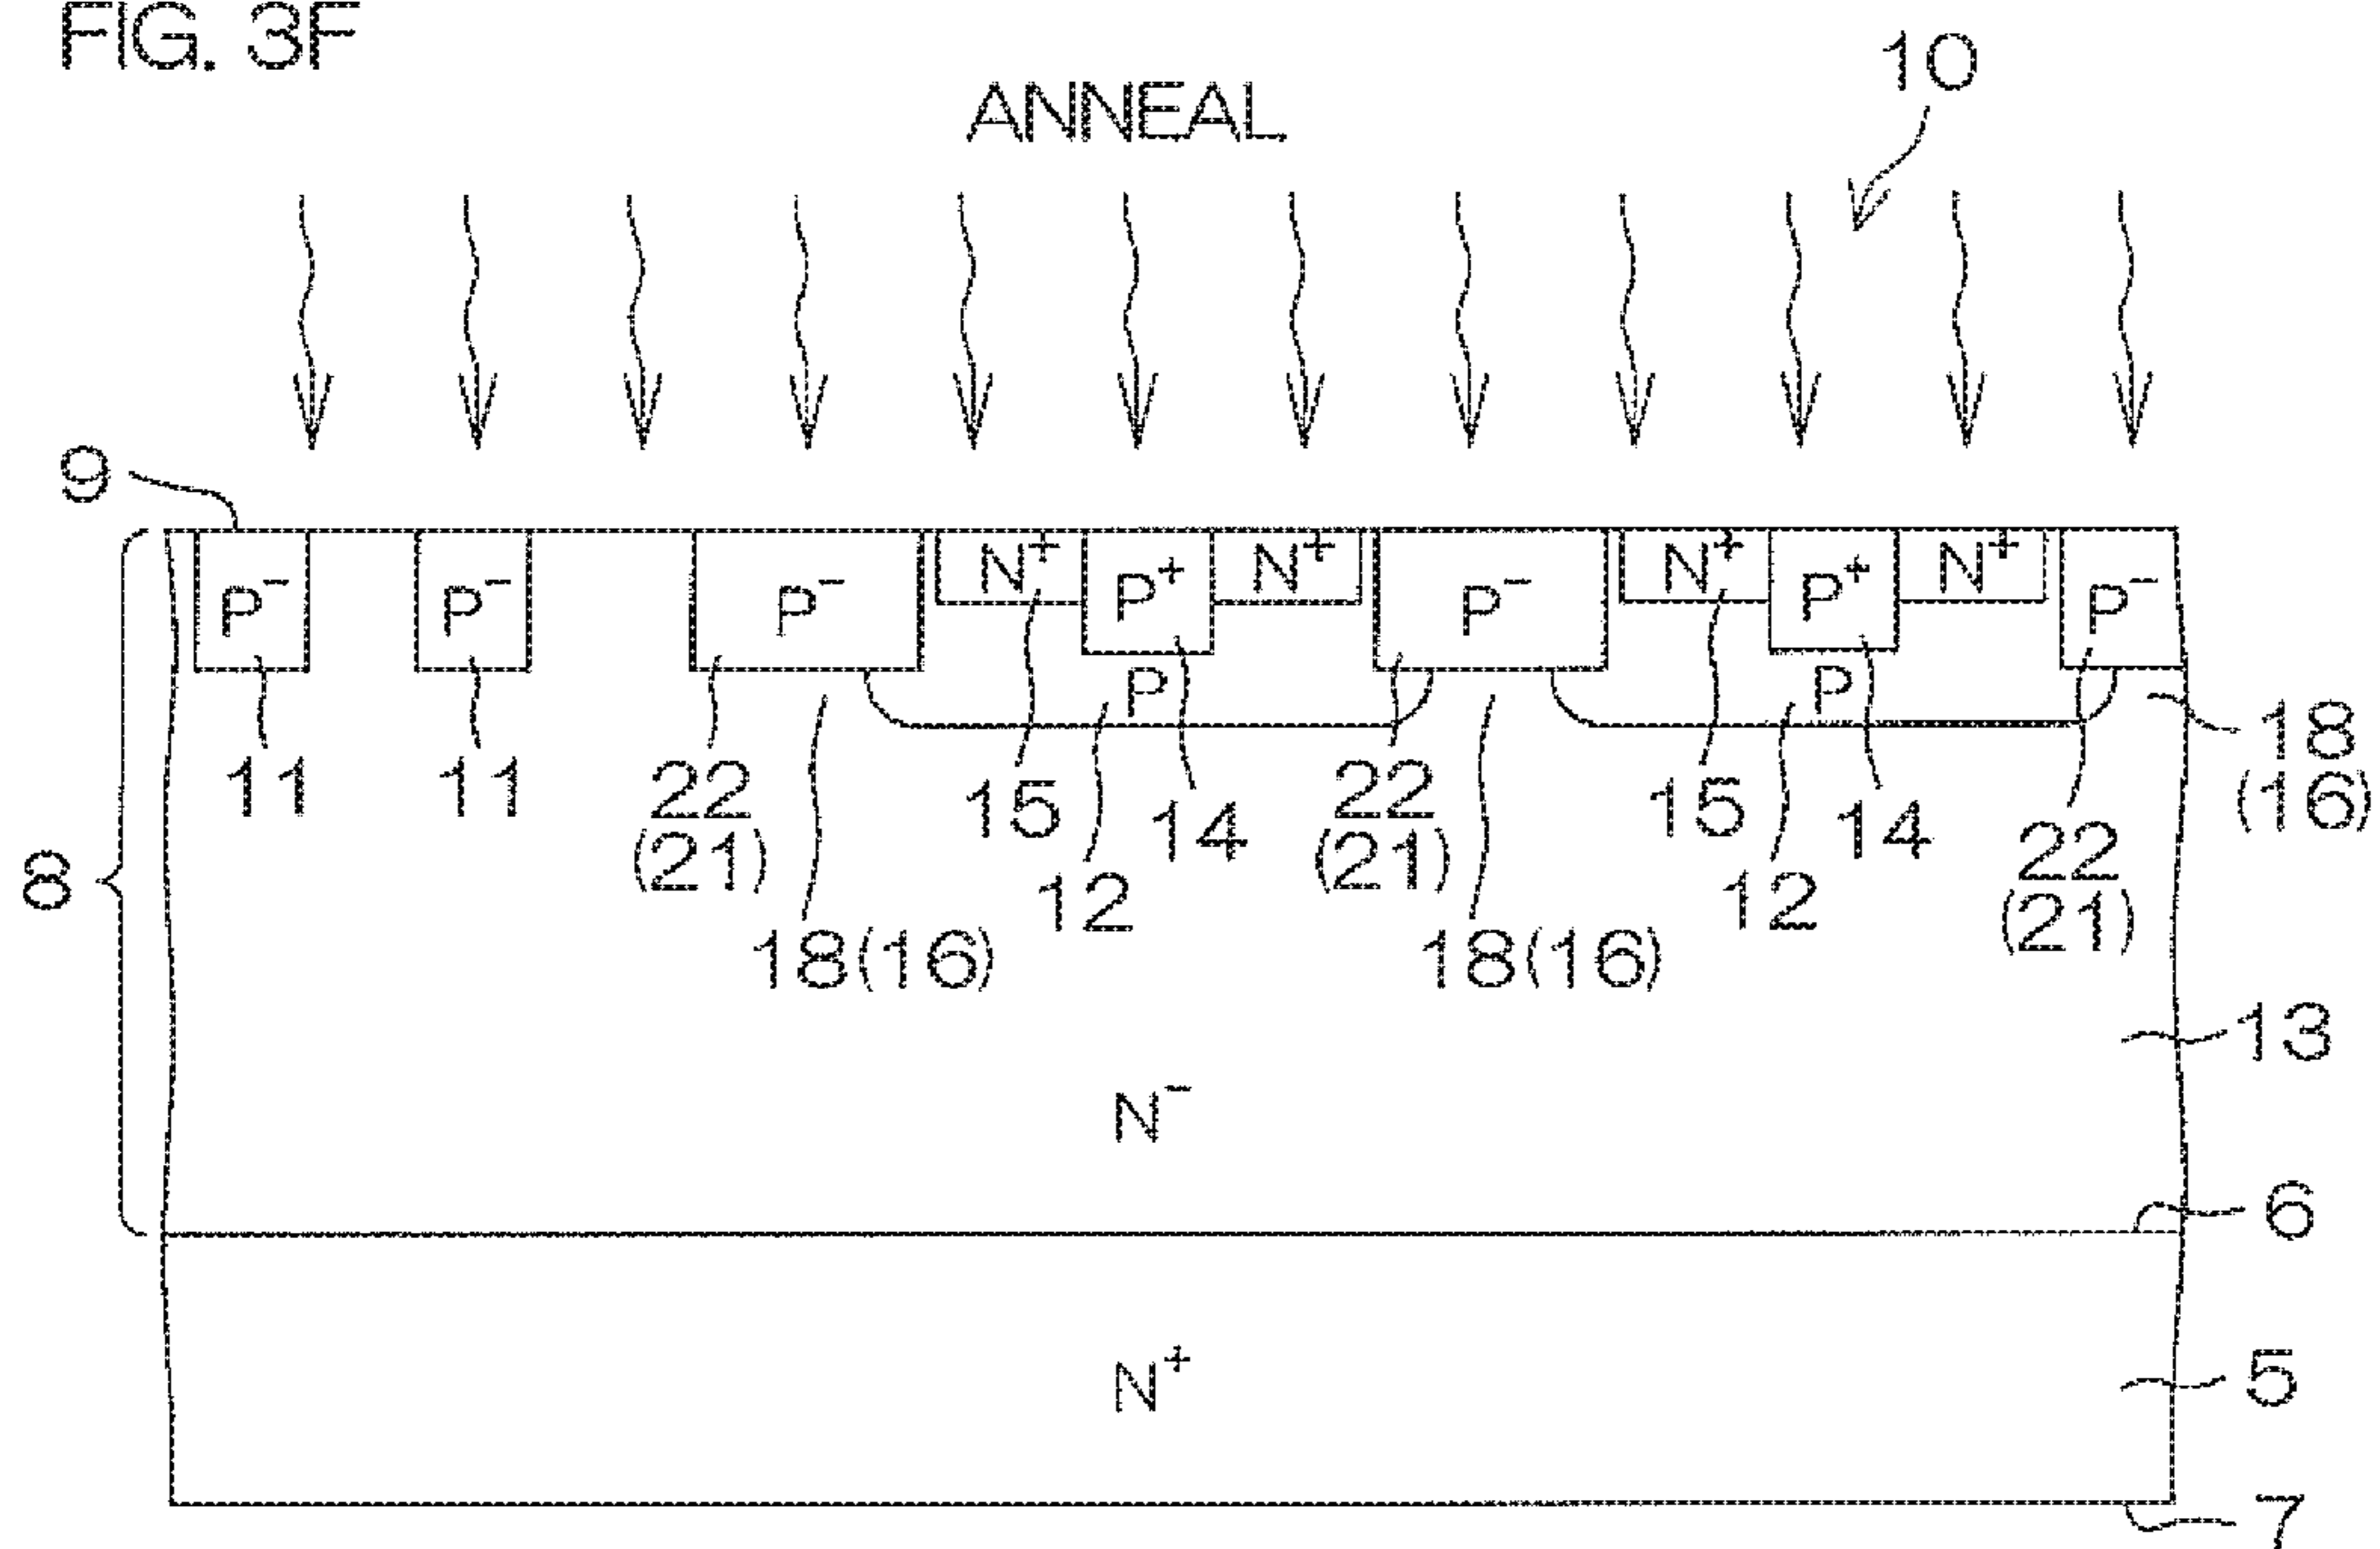 FIG. 3F
10
ANNEAL
9
N⁺ N⁺ N⁺ N⁺
P⁻ P⁻ P⁻ P⁺ P⁻ P⁺ P⁻
P P
11 11 22 15 14 22 15 14 22 18
(21) (21) (21) (16)
12 12
18(16) 18(16)
8
13
N⁻
6
N⁺
5
7